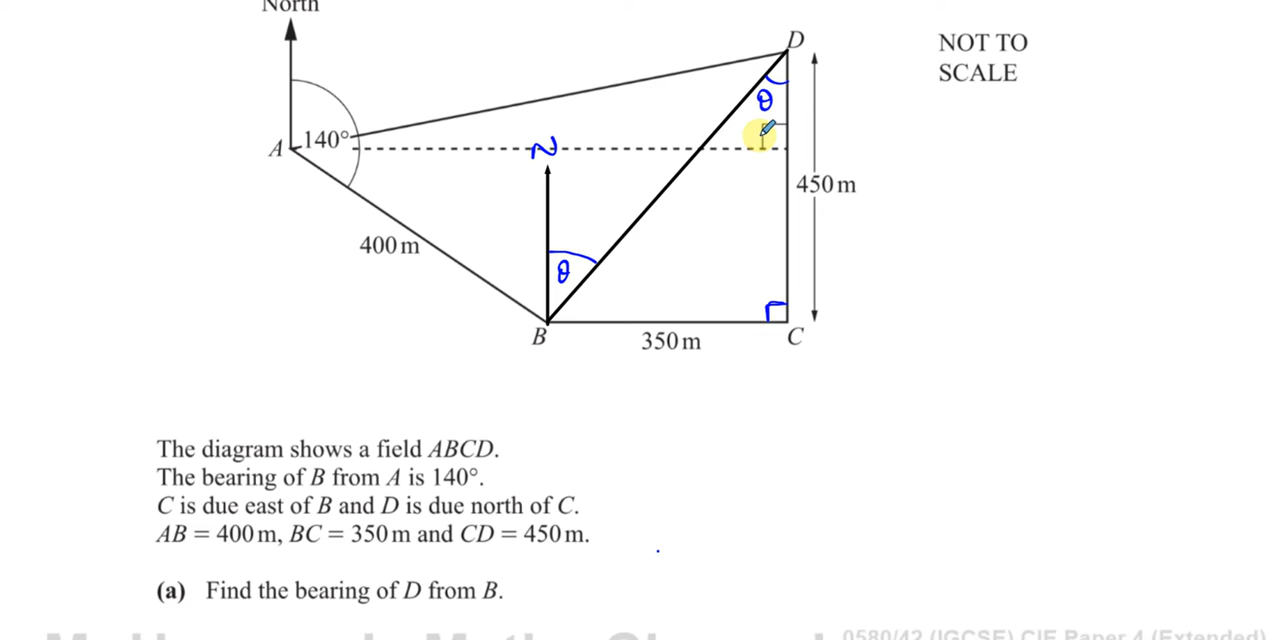 North
D
NOT TO
SCALE
θ
A
140°
N
450 m
400 m
θ
B
350 m
C
The diagram shows a field ABCD.
The bearing of B from A is 140°.
C is due east of B and D is due north of C.
AB = 400 m, BC = 350 m and CD = 450 m.
(a) Find the bearing of D from B.
0580/42 (IGCSE) CIE Paper 4 (Extended)